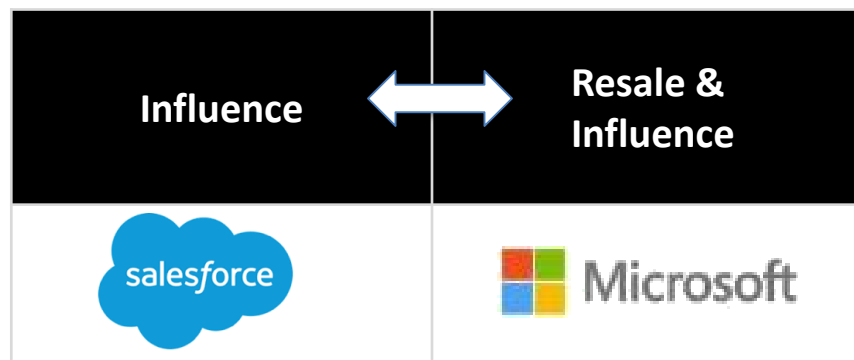 Influence
Resale &
Influence
salesforce
Microsoft